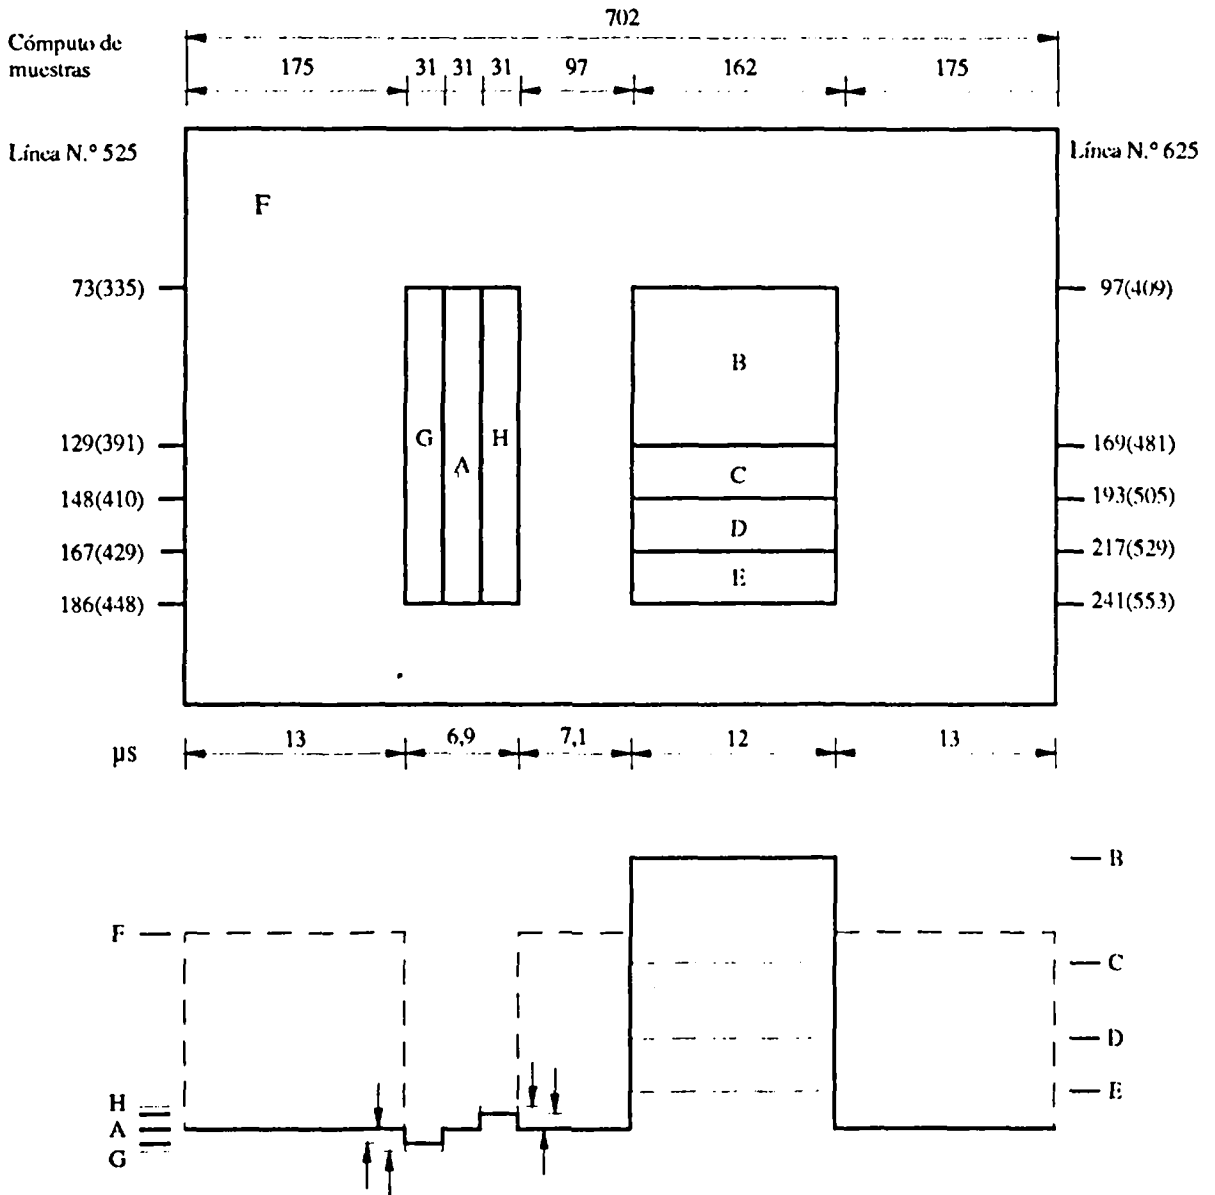 702
Cómputo de
muestras
175 31 31 31 97 162 175
Línea N.° 525
Línea N.° 625
F
73(335)
97(409)
B
129(391)
G
A
H
169(481)
C
148(410)
193(505)
D
167(429)
217(529)
E
186(448)
241(553)
µs
13 6,9 7,1 12 13
B
F
C
D
E
H
A
G